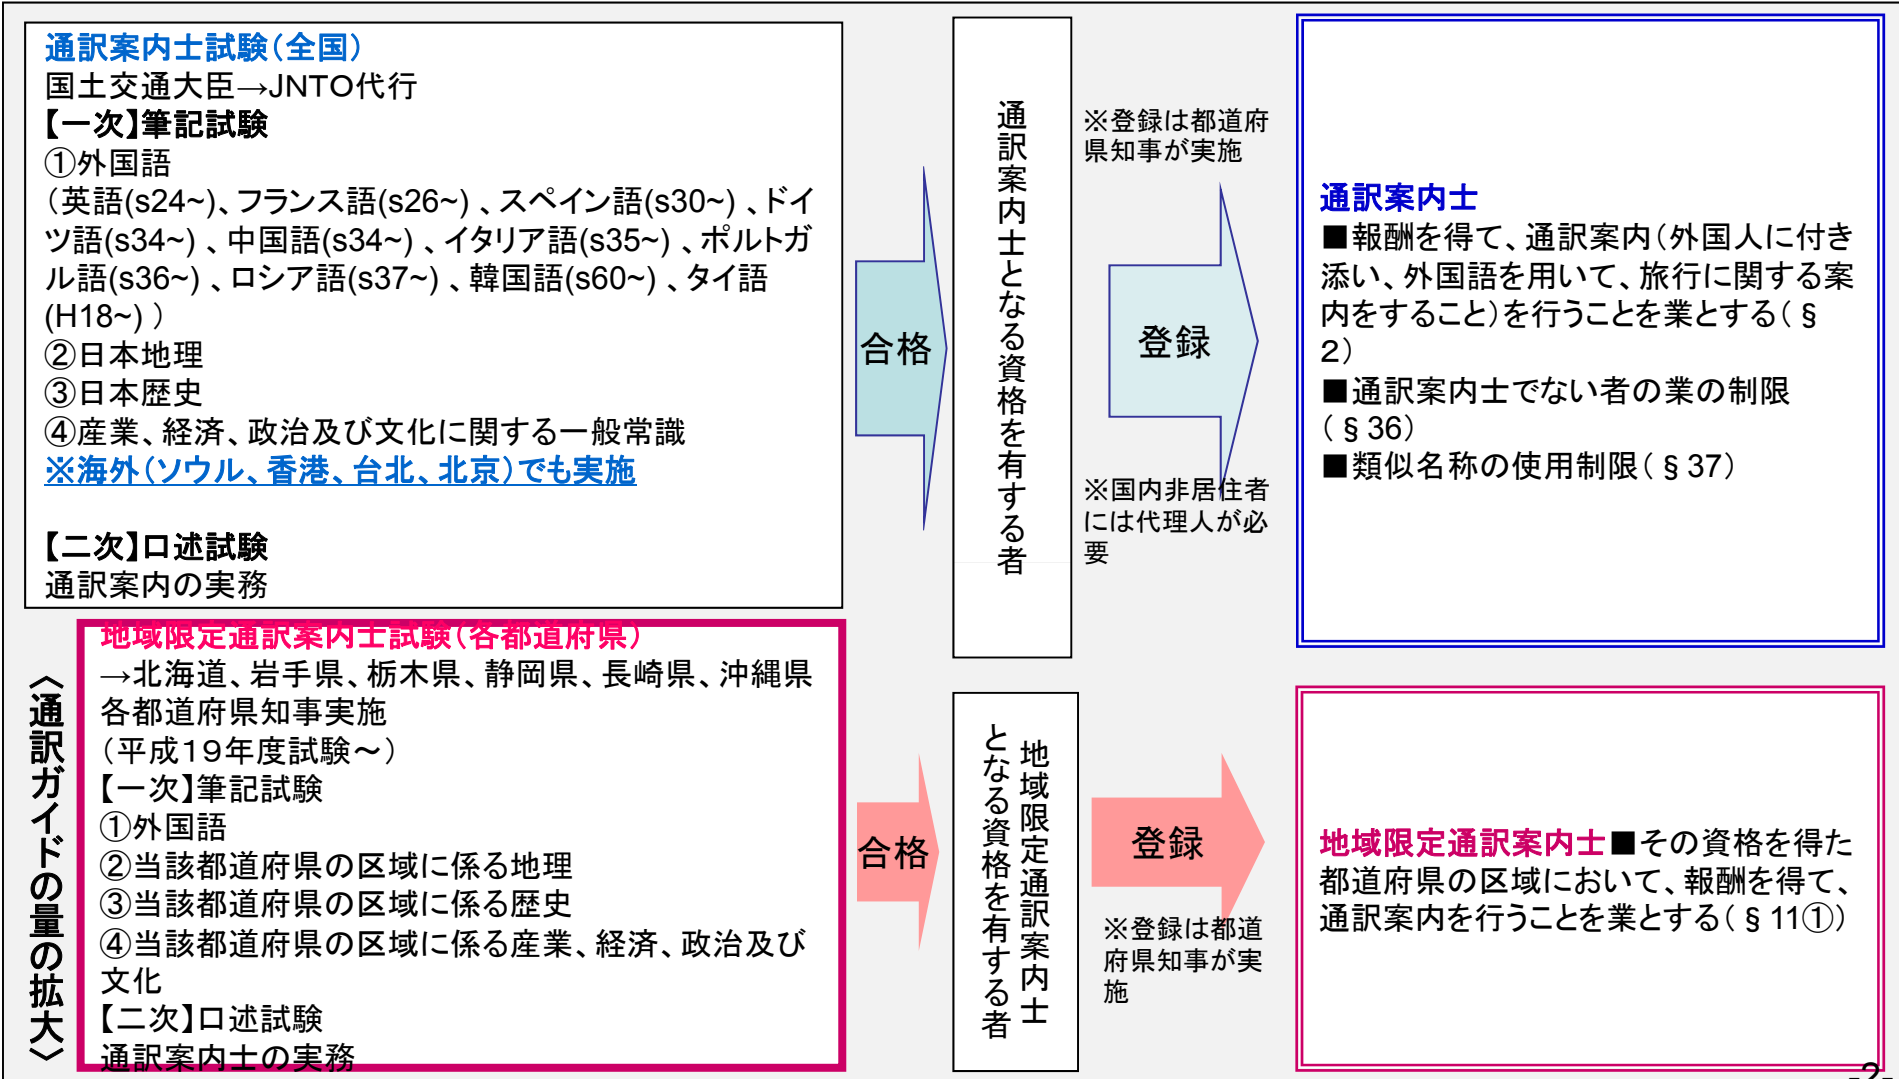 通訳案内士試験（全国）
国土交通大臣→JNTO代行
【一次】筆記試験
①外国語
（英語(s24~)、フランス語(s26~) 、スペイン語(s30~) 、ドイ
ツ語(s34~) 、中国語(s34~) 、イタリア語(s35~) 、ポルトガ
ル語(s36~) 、ロシア語(s37~) 、韓国語(s60~) 、タイ語
(H18~) ）
②日本地理
③日本歴史
④産業、経済、政治及び文化に関する一般常識
※海外（ソウル、香港、台北、北京）でも実施
【二次】口述試験
通訳案内の実務
合格
通訳案内士となる資格を有する者
※登録は都道府
県知事が実施
登録
※国内非居住者
には代理人が必
要
通訳案内士
■報酬を得て、通訳案内（外国人に付き
添い、外国語を用いて、旅行に関する案
内をすること）を行うことを業とする（§
2）
■通訳案内士でない者の業の制限
（§36）
■類似名称の使用制限（§37）
〈通訳ガイドの量の拡大〉
地域限定通訳案内士試験（各都道府県）
→北海道、岩手県、栃木県、静岡県、長崎県、沖縄県
各都道府県知事実施
（平成19年度試験～）
【一次】筆記試験
①外国語
②当該都道府県の区域に係る地理
③当該都道府県の区域に係る歴史
④当該都道府県の区域に係る産業、経済、政治及び
文化
【二次】口述試験
通訳案内士の実務
合格
地域限定通訳案内士
となる資格を有する者
登録
※登録は都道
府県知事が実
施
地域限定通訳案内士■その資格を得た
都道府県の区域において、報酬を得て、
通訳案内を行うことを業とする（§11①）
-2-